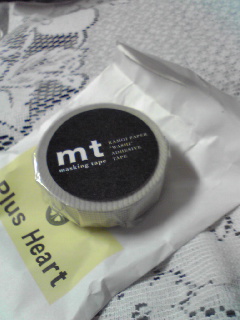 mt
masking tape
KAMOI PAPER
"WASHI"
ADHESIVE
TAPE
Plus Heart